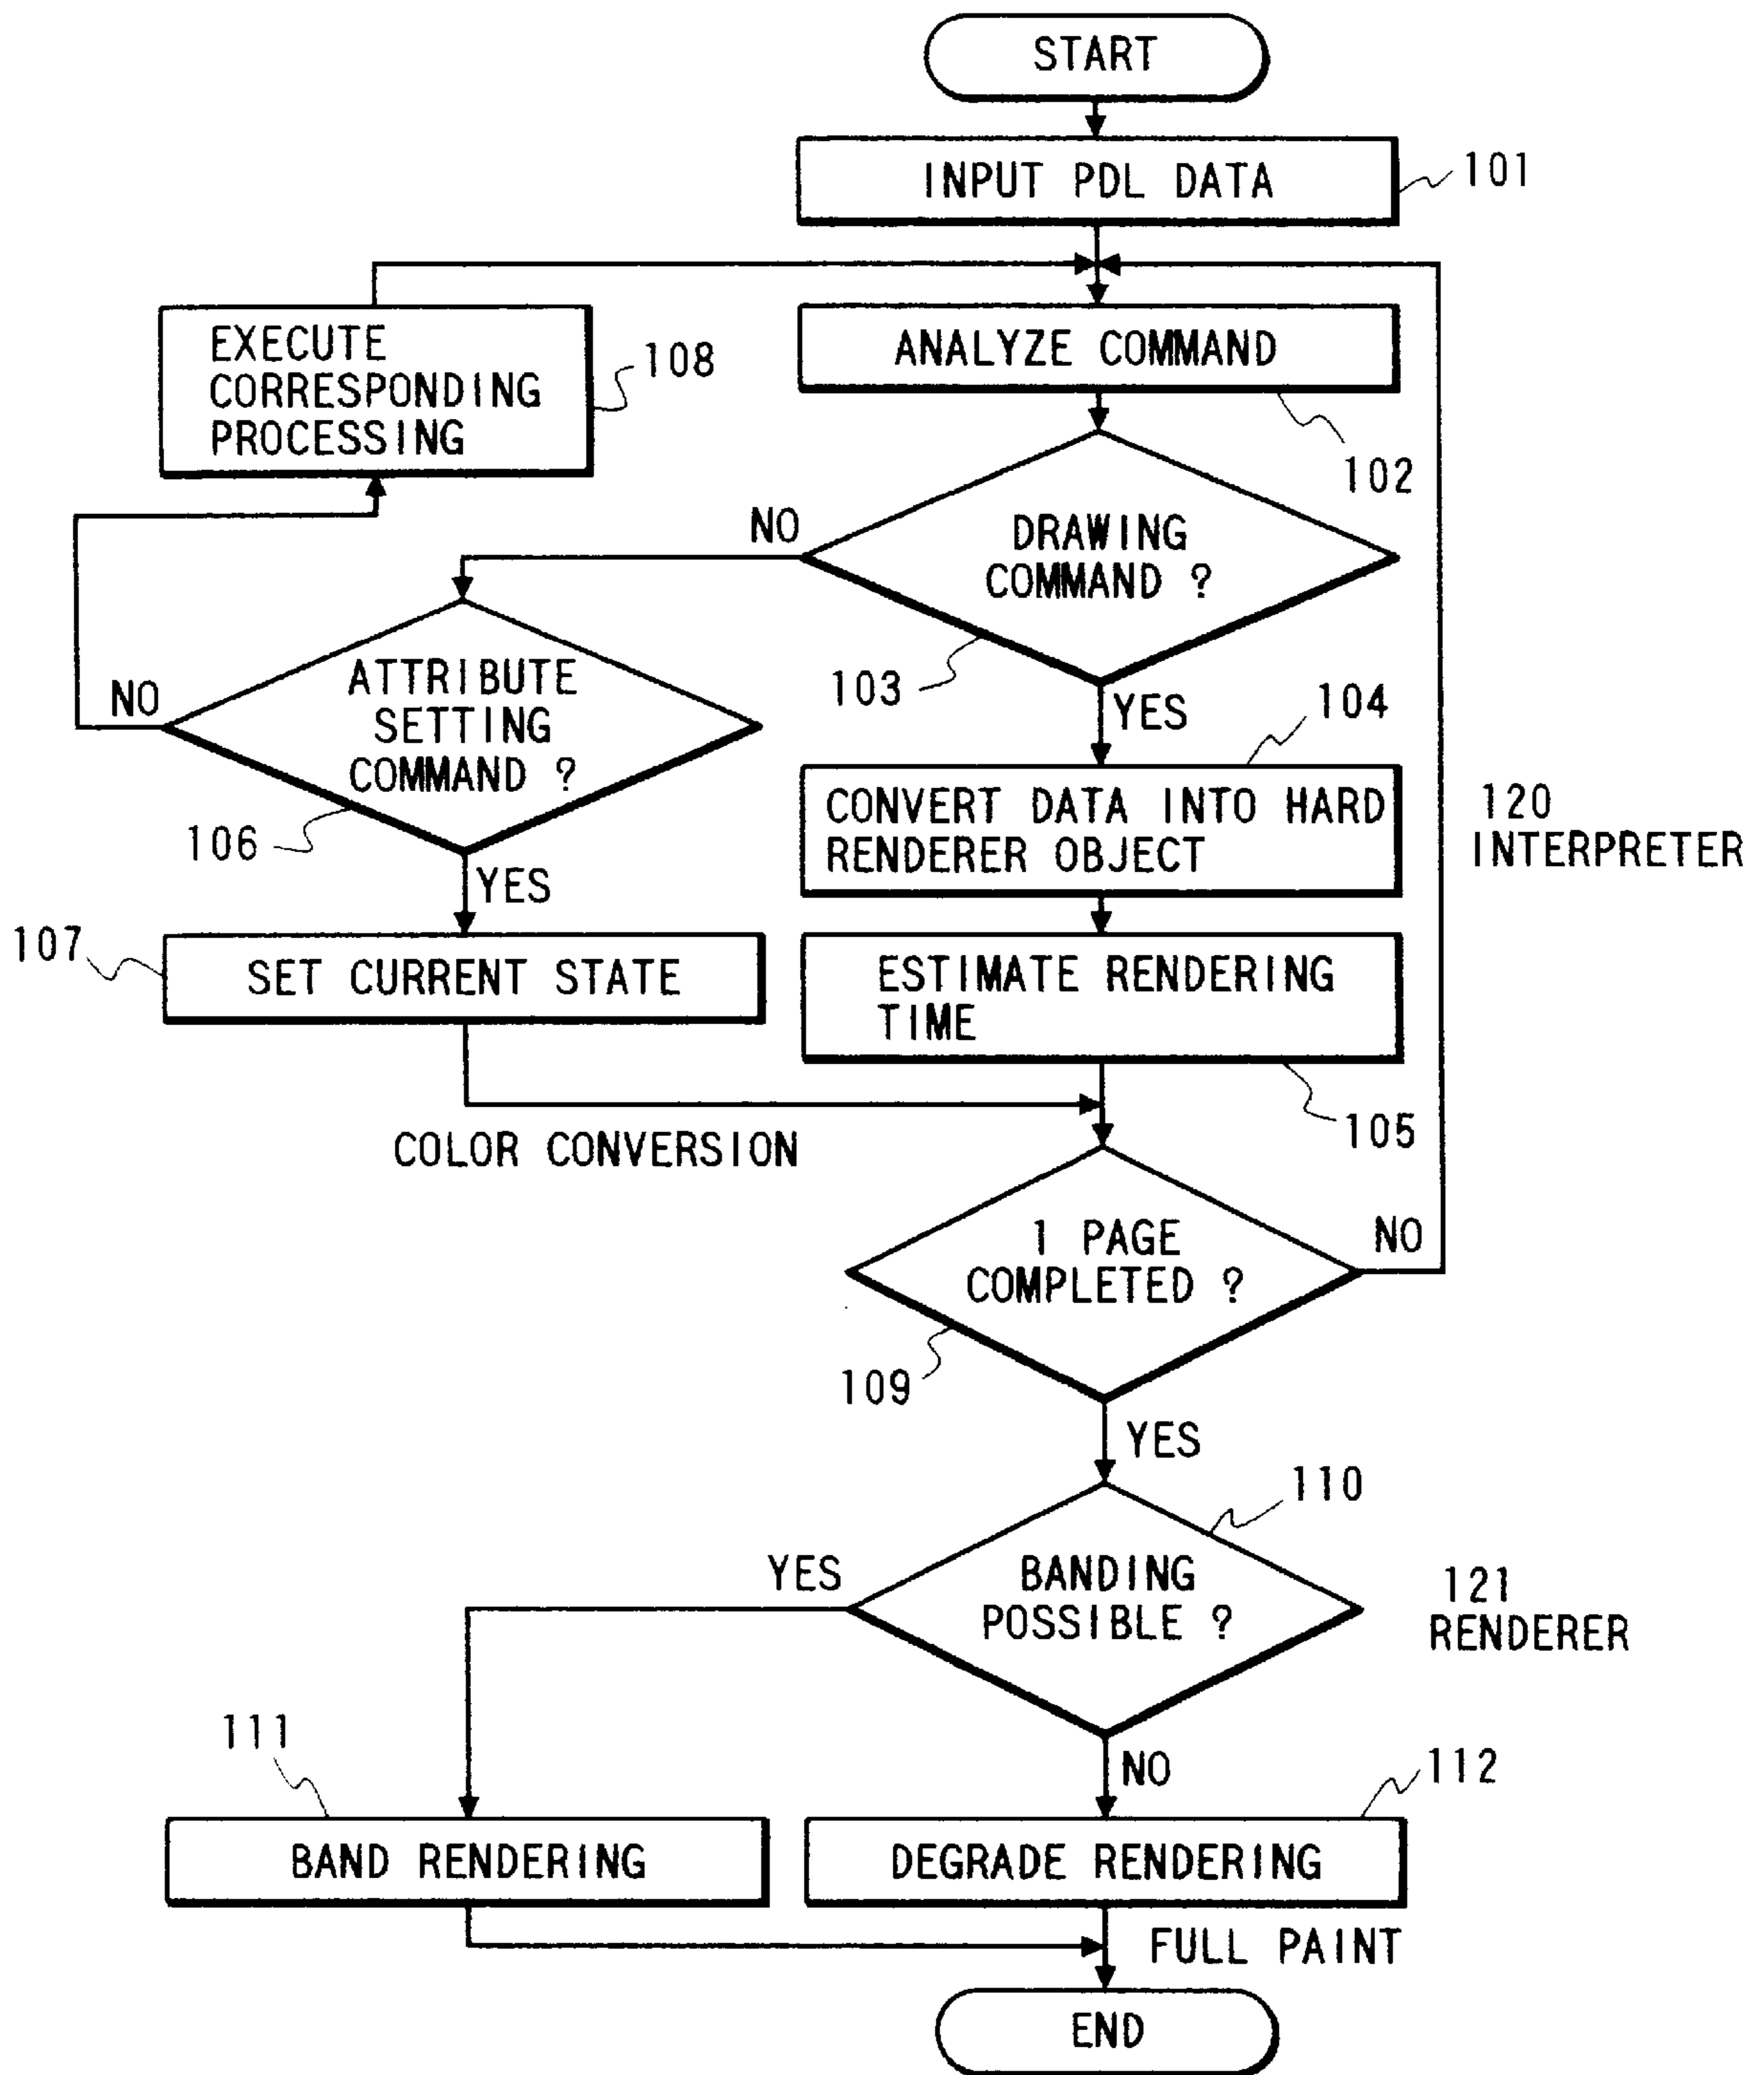 START
INPUT PDL DATA
101
EXECUTE
CORRESPONDING
PROCESSING
108
ANALYZE COMMAND
102
NO
DRAWING
COMMAND ?
103
YES
NO
ATTRIBUTE
SETTING
COMMAND ?
106
YES
104
CONVERT DATA INTO HARD
RENDERER OBJECT
120
INTERPRETER
107
SET CURRENT STATE
ESTIMATE RENDERING
TIME
105
COLOR CONVERSION
1 PAGE
COMPLETED ?
NO
109
YES
110
YES
BANDING
POSSIBLE ?
121
RENDERER
111
NO
112
BAND RENDERING
DEGRADE RENDERING
FULL PAINT
END